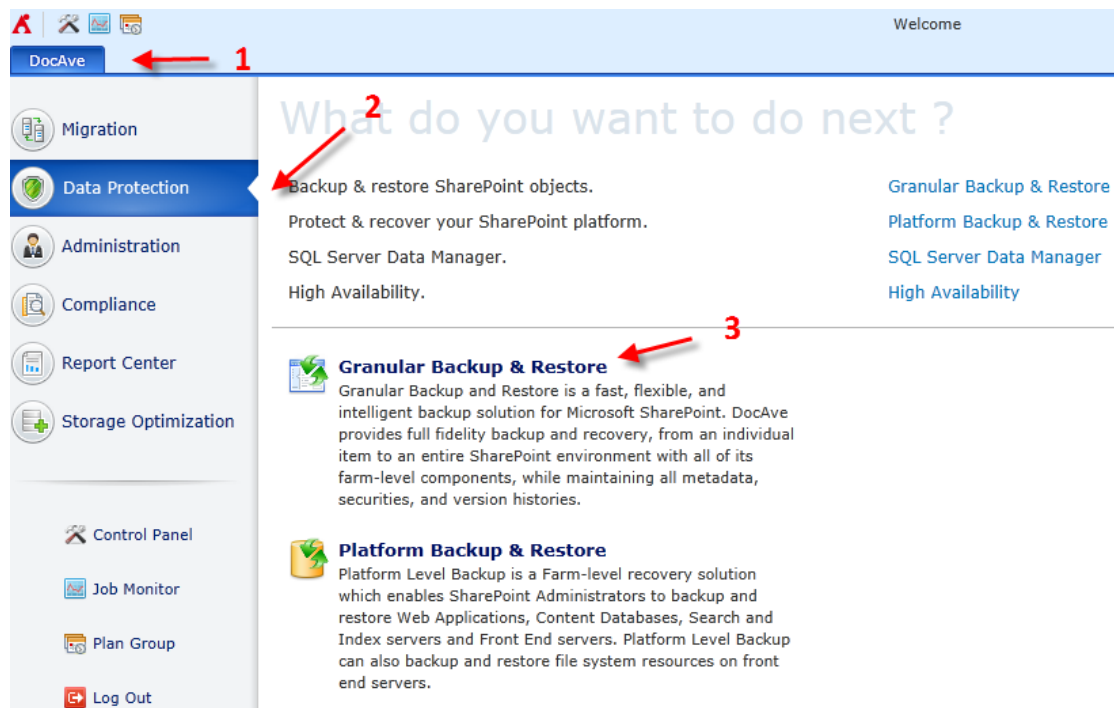 Welcome
DocAve
1
Migration
Data Protection
Administration
Compliance
Report Center
Storage Optimization
Control Panel
Job Monitor
Plan Group
Log Out
What do you want to do next ?
2
Backup & restore SharePoint objects. Granular Backup & Restore
Protect & recover your SharePoint platform. Platform Backup & Restore
SQL Server Data Manager. SQL Server Data Manager
High Availability. High Availability
3
Granular Backup & Restore
Granular Backup and Restore is a fast, flexible, and
intelligent backup solution for Microsoft SharePoint. DocAve
provides full fidelity backup and recovery, from an individual
item to an entire SharePoint environment with all of its
farm-level components, while maintaining all metadata,
securities, and version histories.
Platform Backup & Restore
Platform Level Backup is a Farm-level recovery solution
which enables SharePoint Administrators to backup and
restore Web Applications, Content Databases, Search and
Index servers and Front End servers. Platform Level Backup
can also backup and restore file system resources on front
end servers.